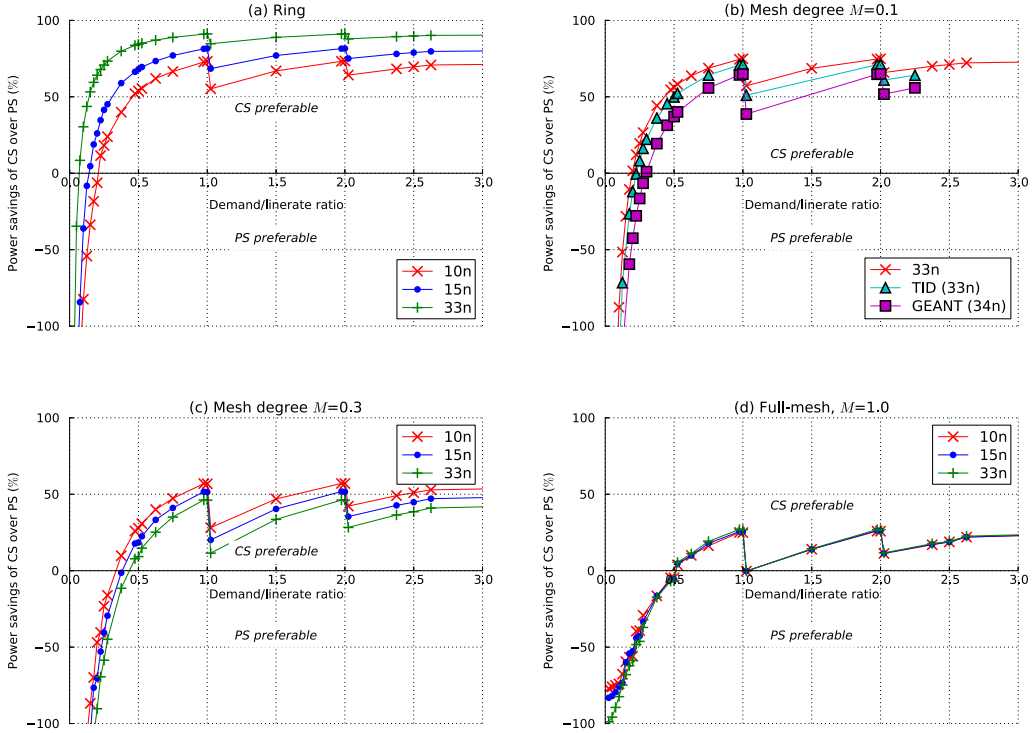 (a) Ring
Power savings of CS over PS (%)
100
50
0
−50
−100
0.0
0.5
1.0
1.5
2.0
2.5
3.0
Demand/linerate ratio
CS preferable
PS preferable
10n
15n
33n
(b) Mesh degree M=0.1
Power savings of CS over PS (%)
100
50
0
−50
−100
0.0
0.5
1.0
1.5
2.0
2.5
3.0
Demand/linerate ratio
CS preferable
PS preferable
33n
TID (33n)
GEANT (34n)
(c) Mesh degree M=0.3
Power savings of CS over PS (%)
100
50
0
−50
−100
0.0
0.5
1.0
1.5
2.0
2.5
3.0
Demand/linerate ratio
CS preferable
PS preferable
10n
15n
33n
(d) Full-mesh, M=1.0
Power savings of CS over PS (%)
100
50
0
−50
−100
0.0
0.5
1.0
1.5
2.0
2.5
3.0
Demand/linerate ratio
CS preferable
PS preferable
10n
15n
33n